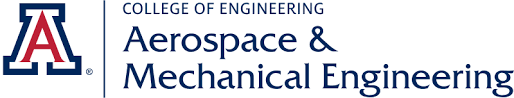 A®
COLLEGE OF ENGINEERING
Aerospace &
Mechanical Engineering